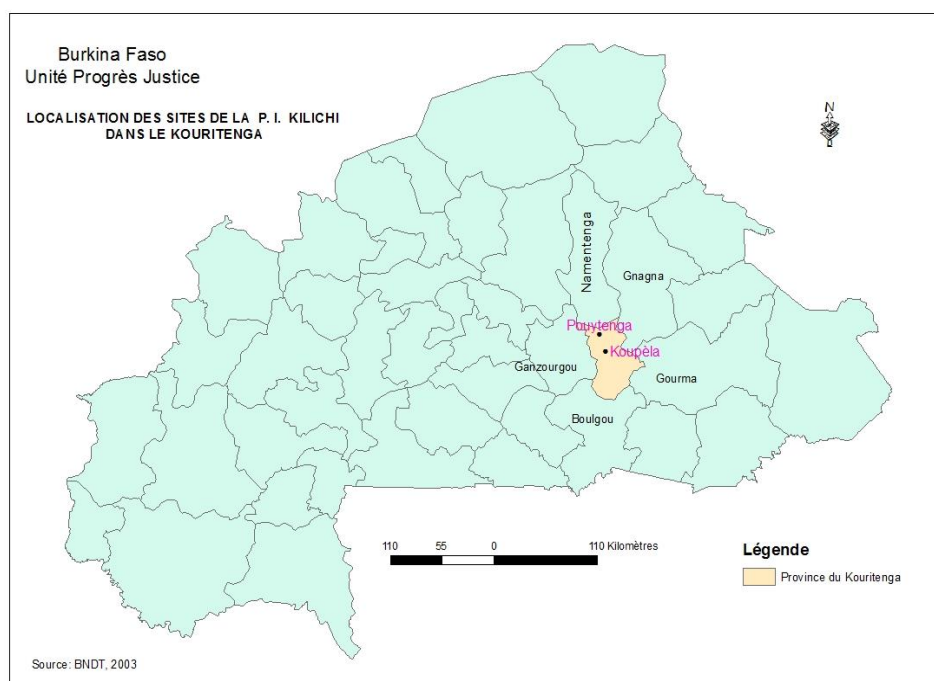 Burkina Faso
Unité Progrès Justice
LOCALISATION DES SITES DE LA P. I. KILICHI
DANS LE KOURITENGA
N
Namentenga
Gnagna
Pouytenga
Koupèla
Ganzourgou
Gourma
Boulgou
110 55 0 110 Kilomètres
Légende
Province du Kouritenga
Source: BNDT, 2003